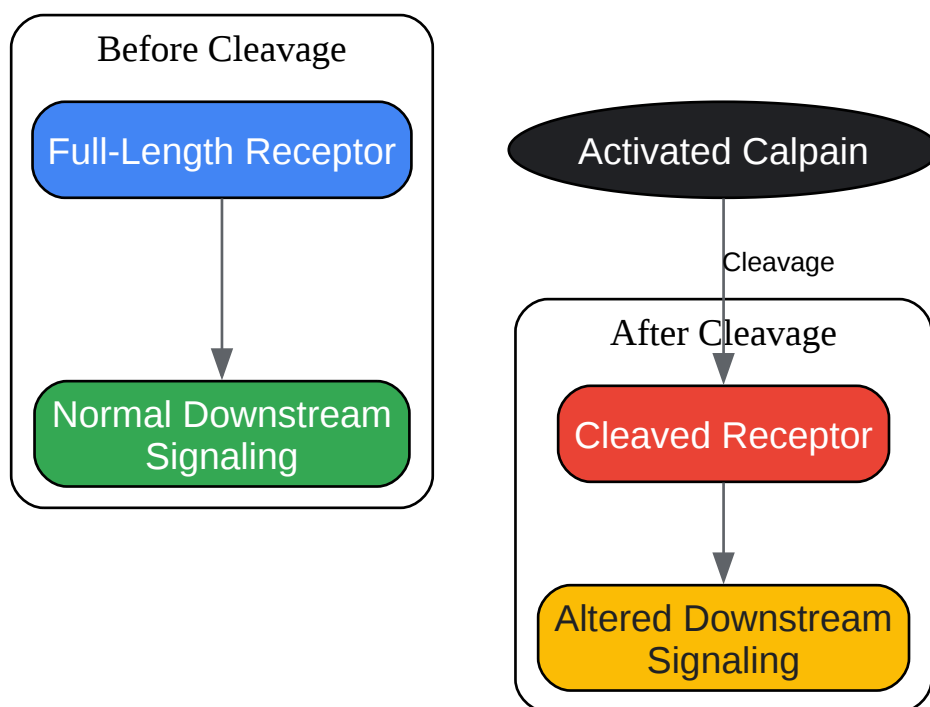 Before Cleavage
Full-Length Receptor
Normal Downstream
Signaling
Activated Calpain
Cleavage
After Cleavage
Cleaved Receptor
Altered Downstream
Signaling